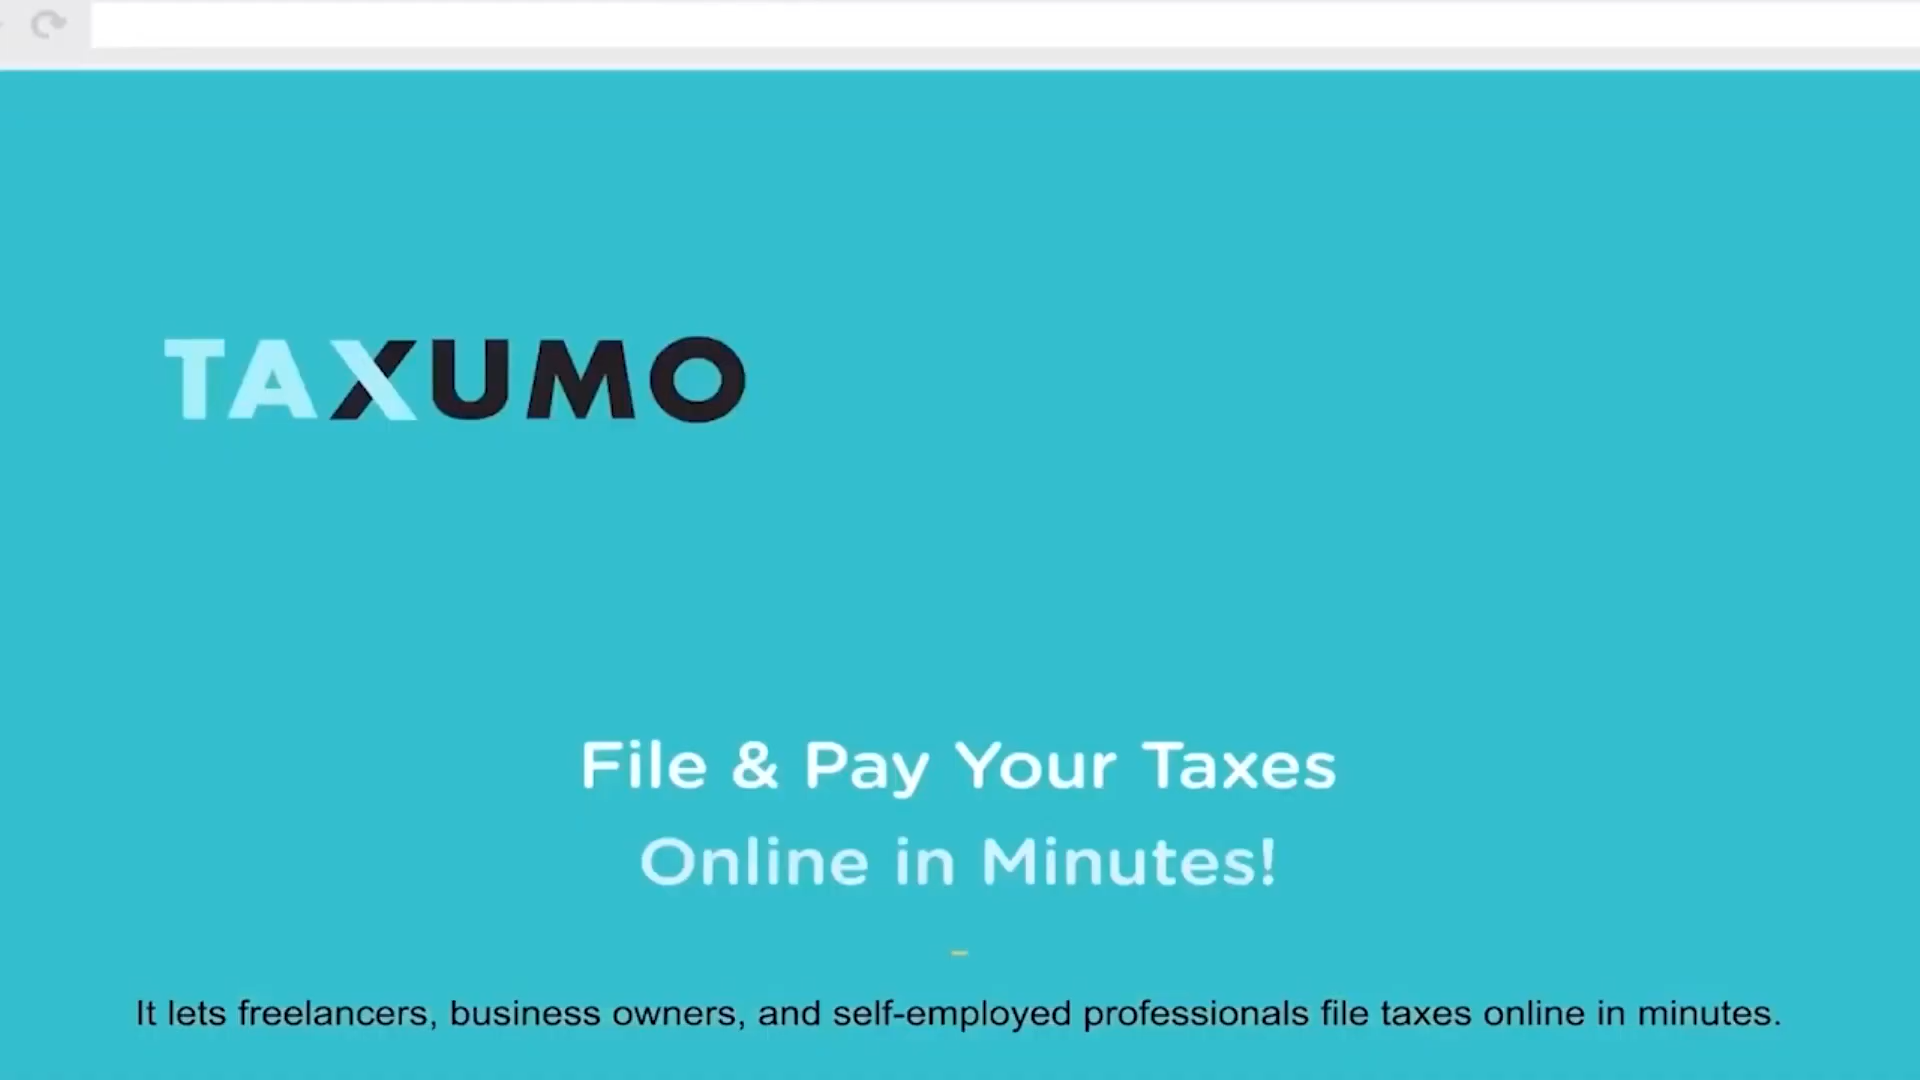 TAXUMO
File & Pay Your Taxes
Online in Minutes!
It lets freelancers, business owners, and self-employed professionals file taxes online in minutes.